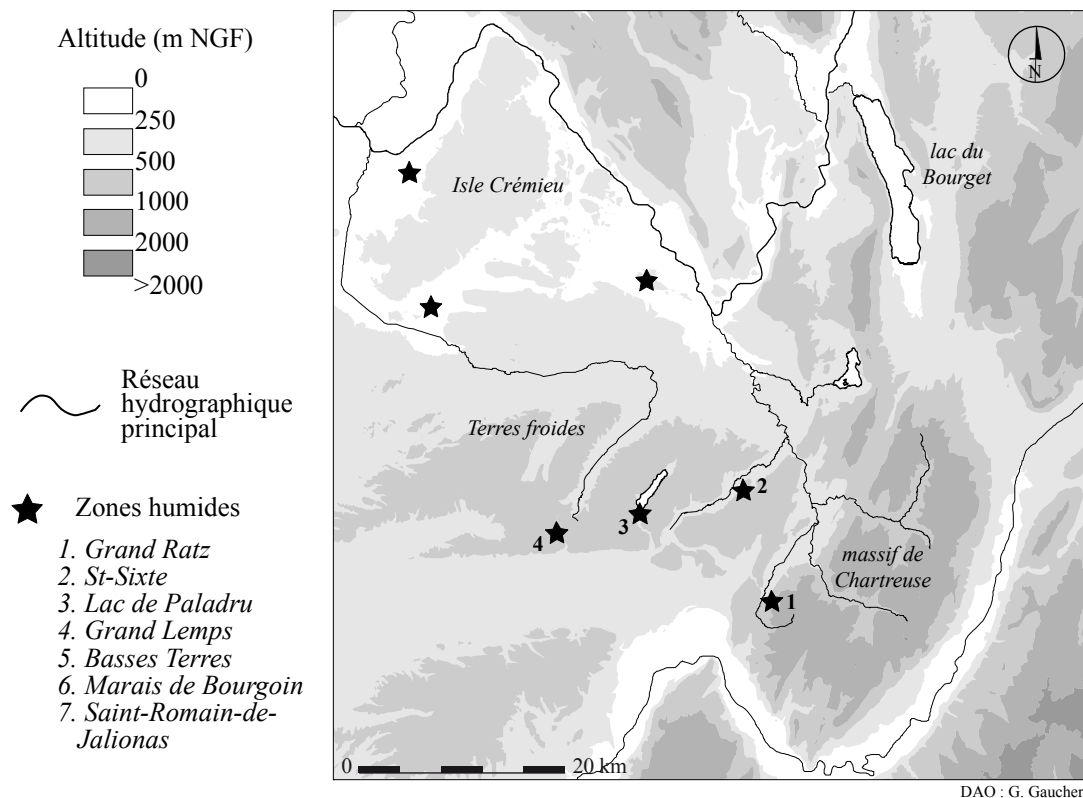 Altitude (m NGF)
0
250
500
1000
2000
>2000
Réseau
hydrographique
principal
Zones humides
1. Grand Ratz
2. St-Sixte
3. Lac de Paladru
4. Grand Lemps
5. Basses Terres
6. Marais de Bourgoin
7. Saint-Romain-de-
Jalionas
N
lac du
Bourget
Isle Crémieu
Terres froides
2
3
4
massif de
Chartreuse
1
0 20 km
DAO : G. Gaucher